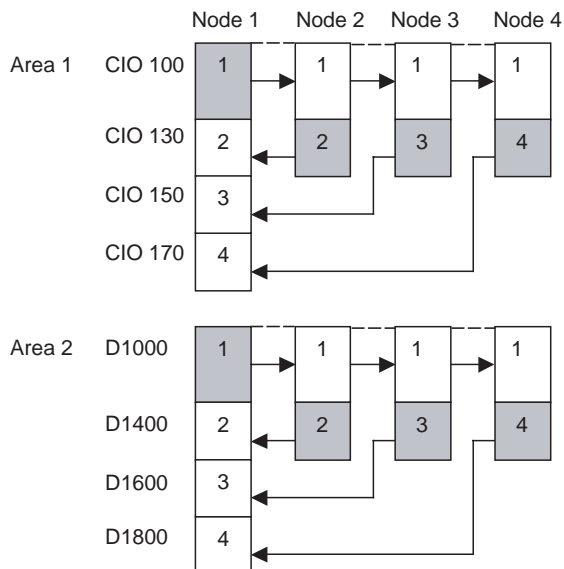 Node 1 Node 2 Node 3 Node 4
Area 1 CIO 100 1 1 1 1
CIO 130 2 2 3 4
CIO 150 3
CIO 170 4
Area 2 D1000 1 1 1 1
D1400 2 2 3 4
D1600 3
D1800 4